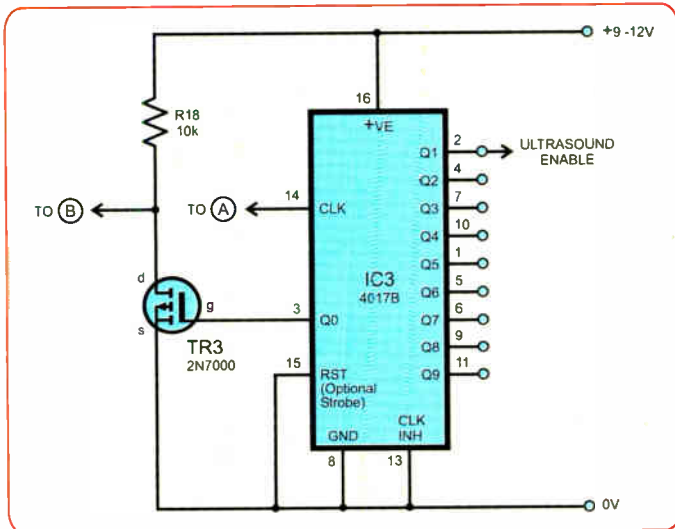 +9 -12V
16
R18
10k
+VE
2
Q1
ULTRASOUND
ENABLE
4
Q2
TO B
TO A
14
CLK
7
Q3
10
Q4
1
Q5
IC3
4017B
5
Q6
d
g
s
3
Q0
6
Q7
TR3
2N7000
15
RST
(Optional
Strobe)
9
Q8
11
Q9
GND
CLK
INH
8
13
0V